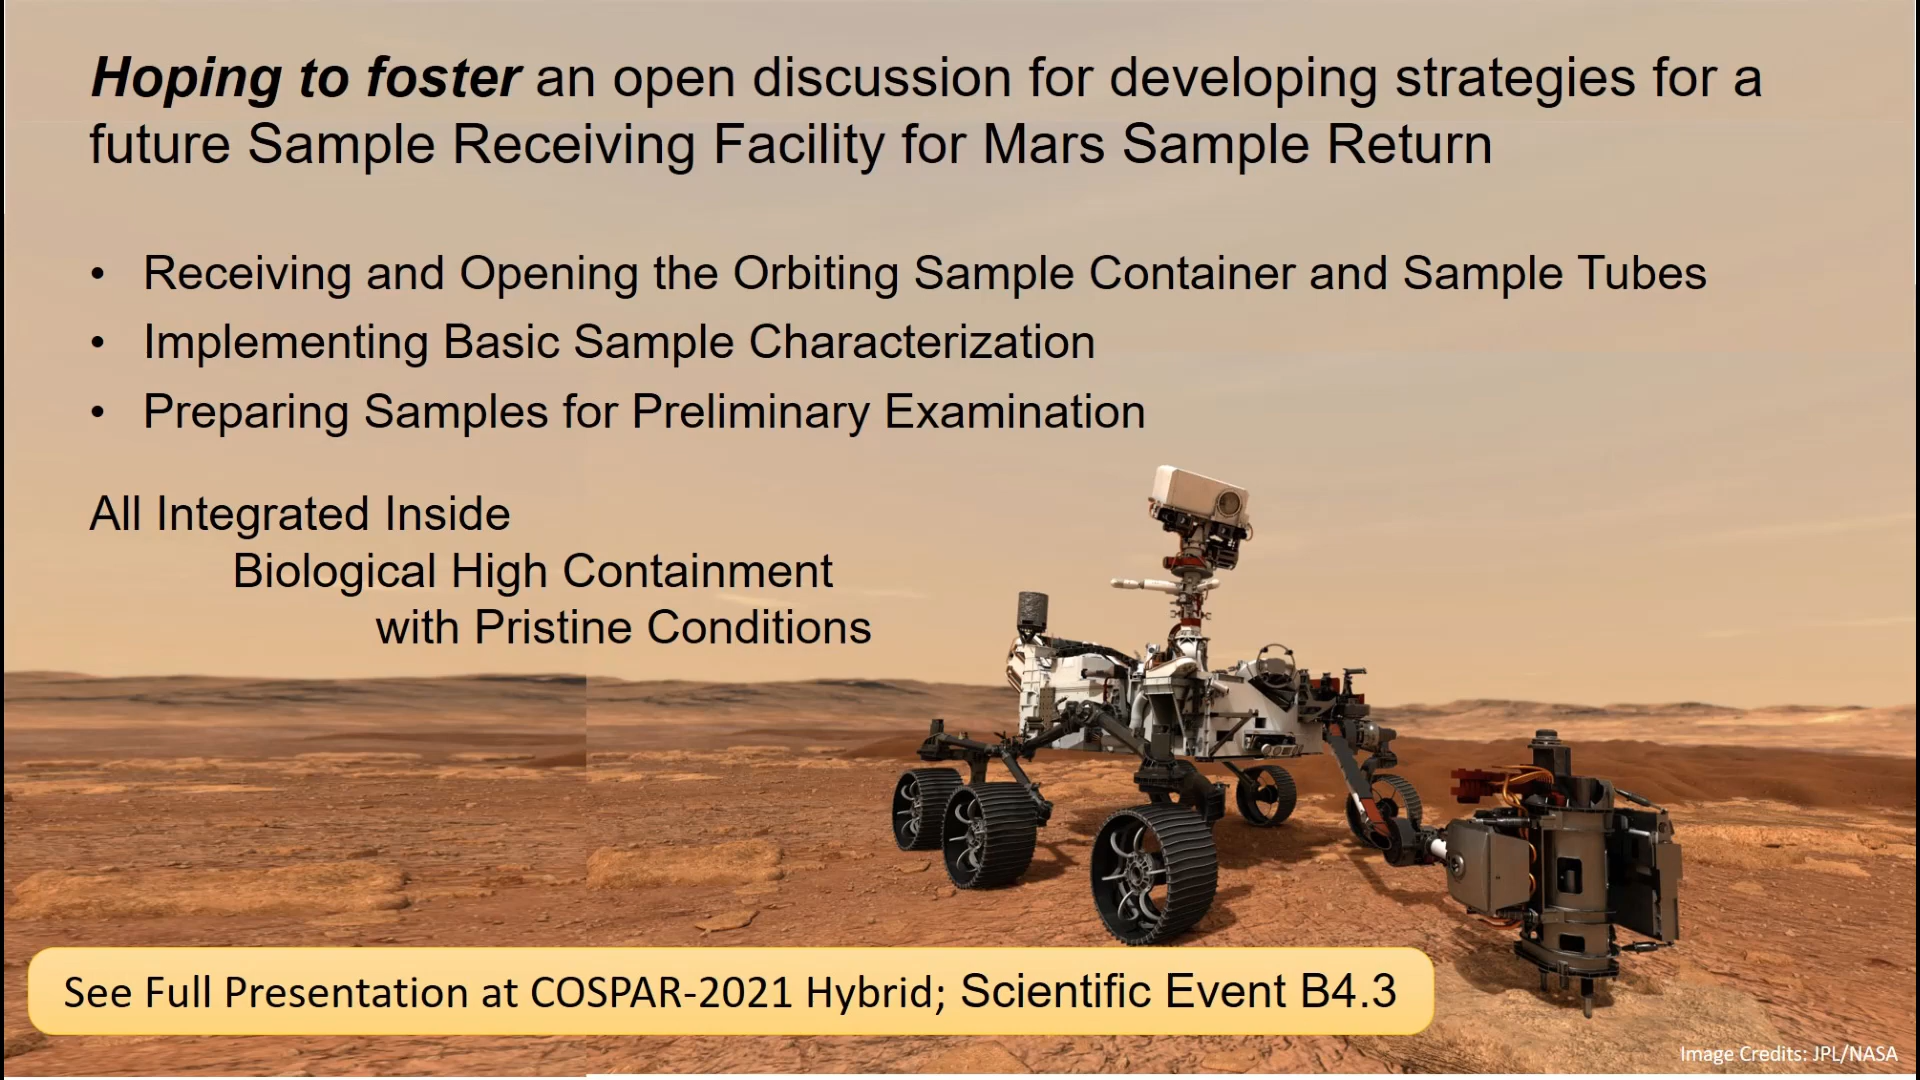 Hoping to foster an open discussion for developing strategies for a
future Sample Receiving Facility for Mars Sample Return
• Receiving and Opening the Orbiting Sample Container and Sample Tubes
• Implementing Basic Sample Characterization
• Preparing Samples for Preliminary Examination
All Integrated Inside
Biological High Containment
with Pristine Conditions
See Full Presentation at COSPAR-2021 Hybrid; Scientific Event B4.3
Image Credits: JPL/NASA